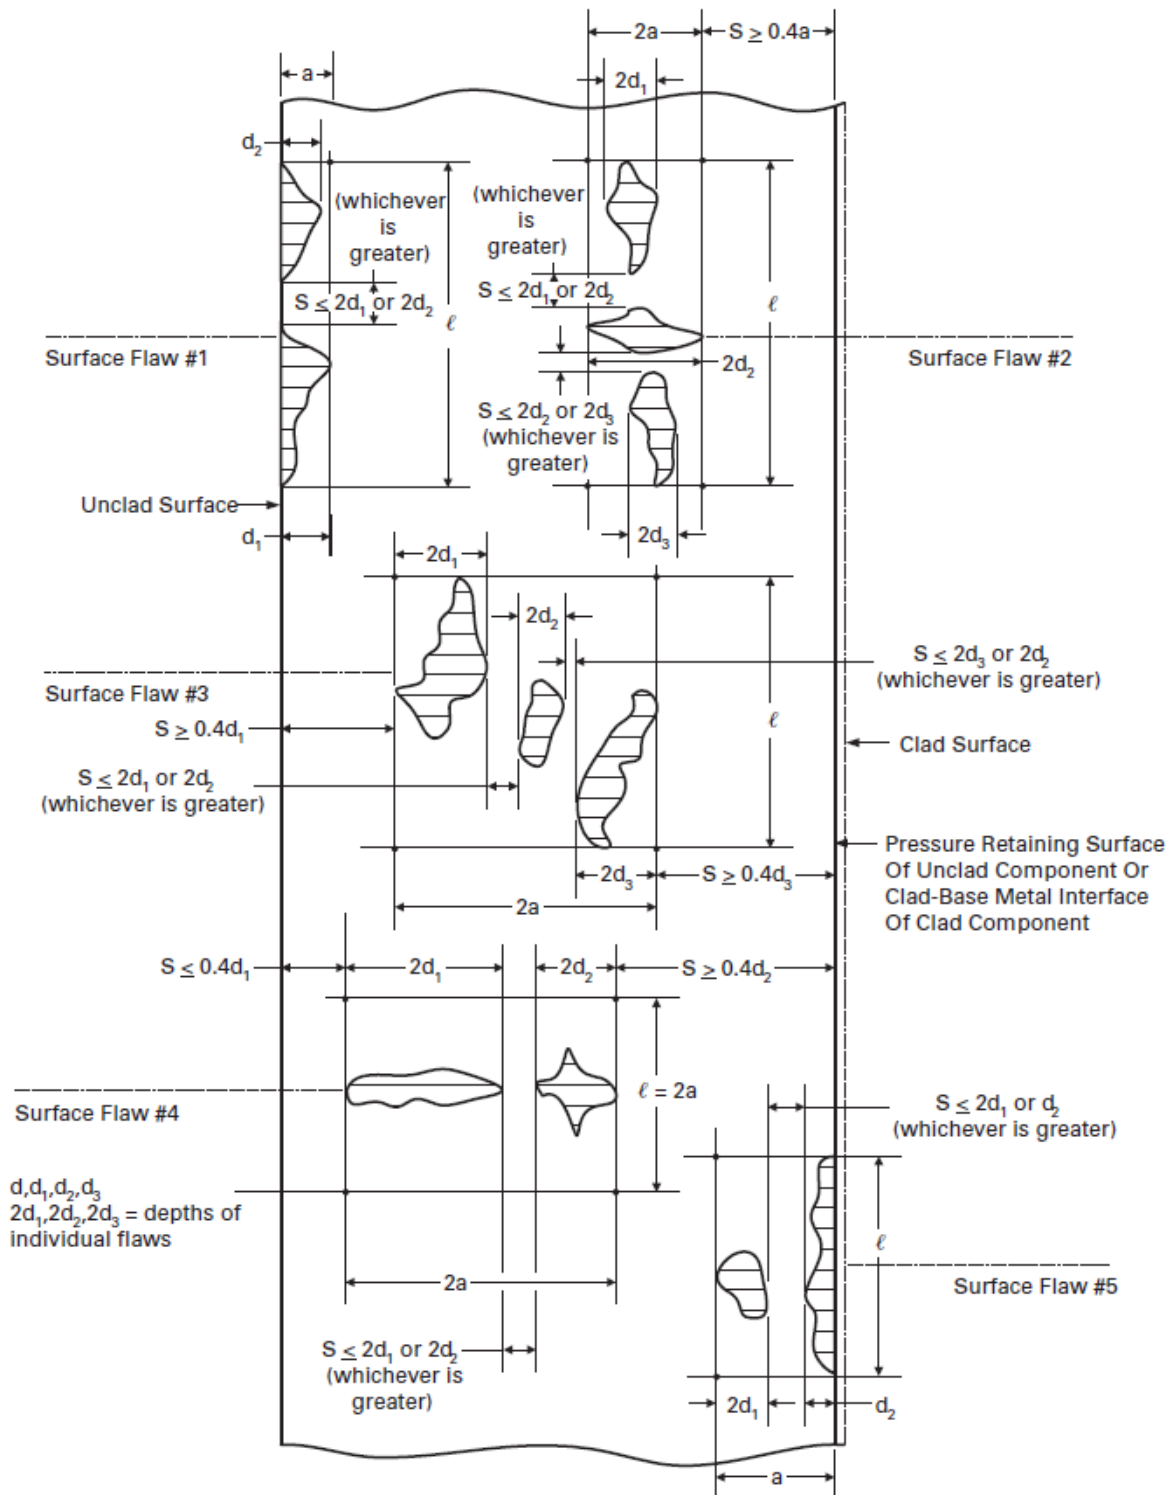 2a
S ≥ 0.4a
a
2d₁
d₂
(whichever
is
greater)
S ≤ 2d₁ or 2d₂
ℓ
(whichever
is
greater)
S ≤ 2d₁ or 2d₂
ℓ
Surface Flaw #1
Surface Flaw #2
2d₂
S ≤ 2d₂ or 2d₃
(whichever is
greater)
Unclad Surface
d₁
2d₃
2d₁
2d₂
S ≤ 2d₃ or 2d₂
(whichever is greater)
Surface Flaw #3
S ≥ 0.4d₁
ℓ
Clad Surface
S ≤ 2d₁ or 2d₂
(whichever is greater)
Pressure Retaining Surface
Of Unclad Component Or
Clad-Base Metal Interface
Of Clad Component
2d₃
S ≥ 0.4d₃
2a
S ≤ 0.4d₁
2d₁
2d₂
S ≥ 0.4d₂
ℓ = 2a
Surface Flaw #4
S ≤ 2d₁ or d₂
(whichever is greater)
d,d₁,d₂,d₃
2d₁,2d₂,2d₃ = depths of
individual flaws
ℓ
2a
Surface Flaw #5
S ≤ 2d₁ or 2d₂
(whichever is
greater)
2d₁
d₂
a